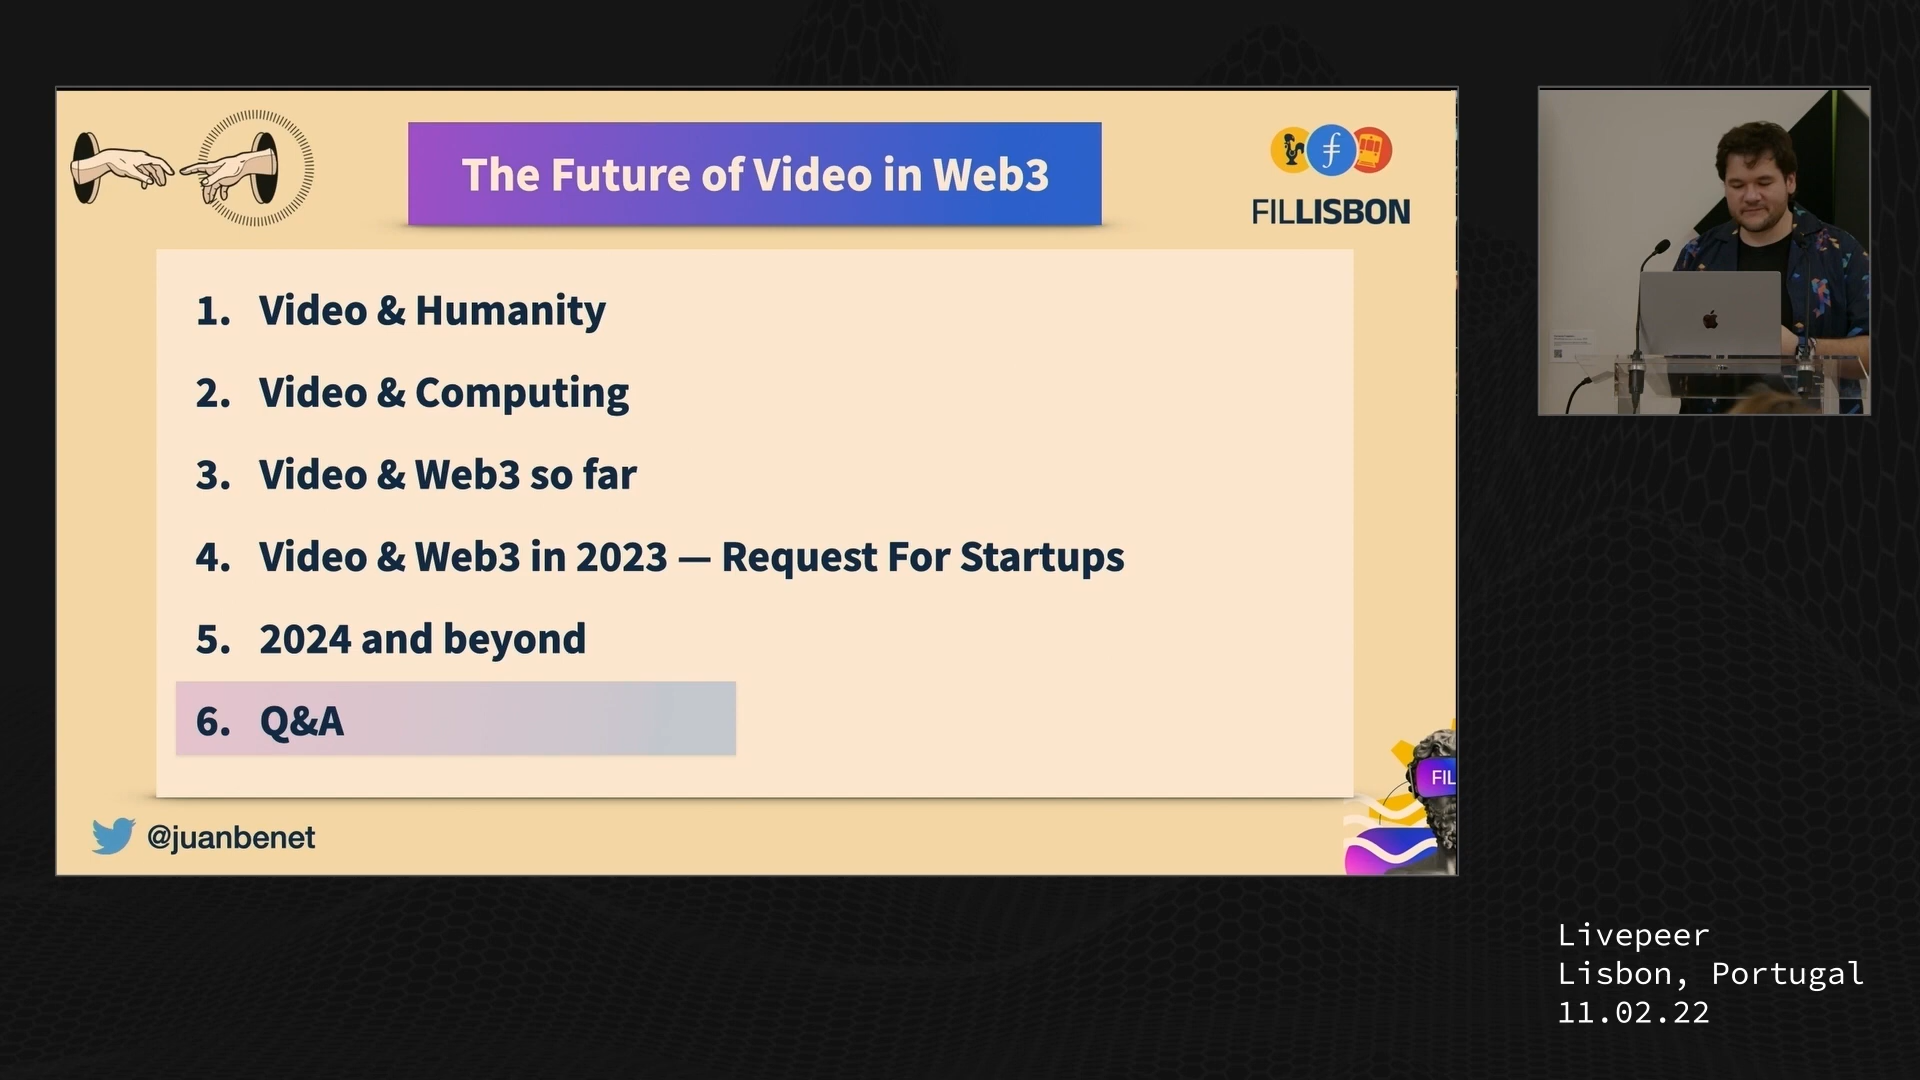 The Future of Video in Web3
FILLISBON
1. Video & Humanity
2. Video & Computing
3. Video & Web3 so far
4. Video & Web3 in 2023 — Request For Startups
5. 2024 and beyond
6. Q&A
FIL
@juanbenet
Livepeer
Lisbon, Portugal
11.02.22